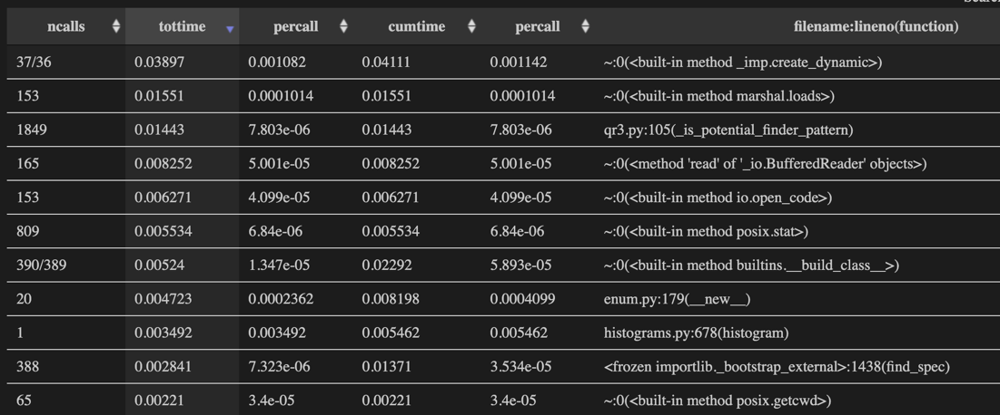 ncalls tottime percall cumtime percall filename:lineno(function)
37/36 0.03897 0.001082 0.04111 0.001142 ~:0(<built-in method _imp.create_dynamic>)
153 0.01551 0.0001014 0.01551 0.0001014 ~:0(<built-in method marshal.loads>)
1849 0.01443 7.803e-06 0.01443 7.803e-06 qr3.py:105(_is_potential_finder_pattern)
165 0.008252 5.001e-05 0.008252 5.001e-05 ~:0(<method 'read' of '_io.BufferedReader' objects>)
153 0.006271 4.099e-05 0.006271 4.099e-05 ~:0(<built-in method io.open_code>)
809 0.005534 6.84e-06 0.005534 6.84e-06 ~:0(<built-in method posix.stat>)
390/389 0.00524 1.347e-05 0.02292 5.893e-05 ~:0(<built-in method builtins.__build_class__>)
20 0.004723 0.0002362 0.008198 0.0004099 enum.py:179(__new__)
1 0.003492 0.003492 0.005462 0.005462 histograms.py:678(histogram)
388 0.002841 7.323e-06 0.01371 3.534e-05 <frozen importlib._bootstrap_external>:1438(find_spec)
65 0.00221 3.4e-05 0.00221 3.4e-05 ~:0(<built-in method posix.getcwd>)